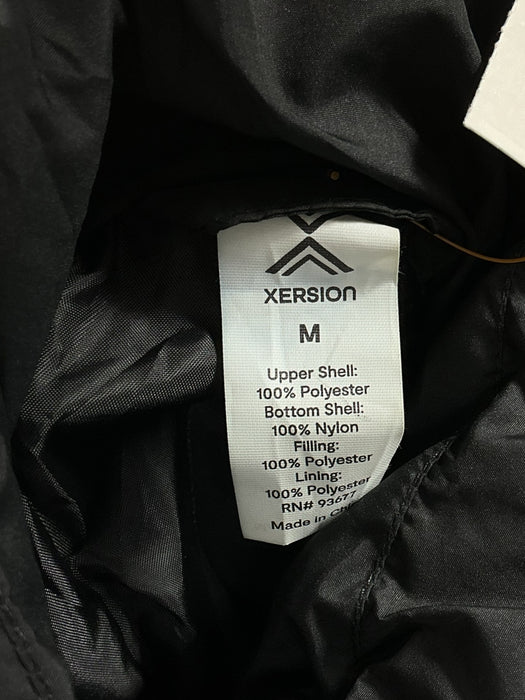 XERSION
M
Upper Shell:
100% Polyester
Bottom Shell:
100% Nylon
Filling:
100% Polyester
Lining:
100% Polyester
RN# 93677
Made in